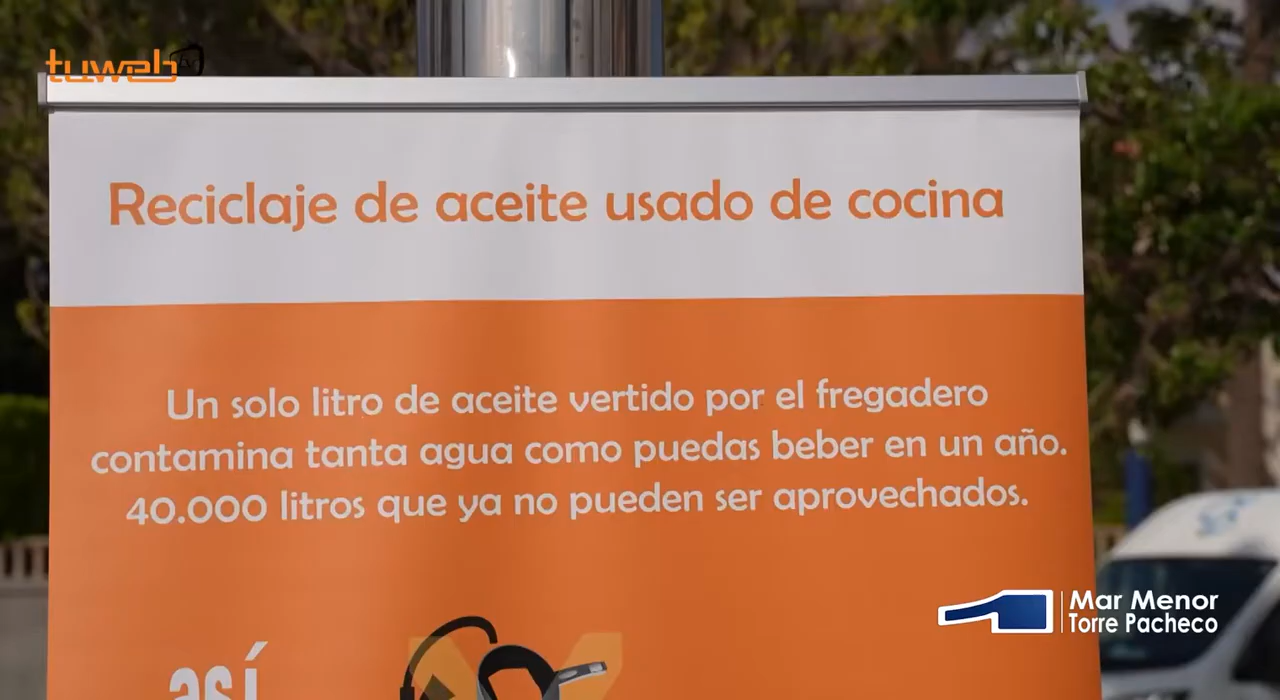 tuweb
Reciclaje de aceite usado de cocina
Un solo litro de aceite vertido por el fregadero
contamina tanta agua como puedas beber en un año.
40.000 litros que ya no pueden ser aprovechados.
Mar Menor
Torre Pacheco
así